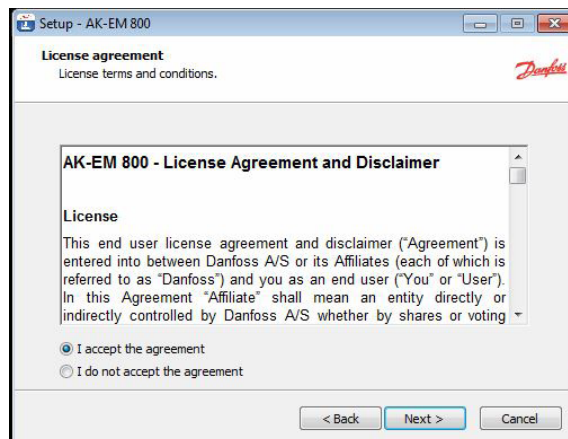 Setup - AK-EM 800
License agreement
License terms and conditions.
Danfoss
AK-EM 800 - License Agreement and Disclaimer
License
This end user license agreement and disclaimer (“Agreement”) is
entered into between Danfoss A/S or its Affiliates (each of which is
referred to as “Danfoss”) and you as an end user (“You” or “User”).
In this Agreement “Affiliate” shall mean an entity directly or
indirectly controlled by Danfoss A/S whether by shares or voting
I accept the agreement
I do not accept the agreement
< Back Next > Cancel